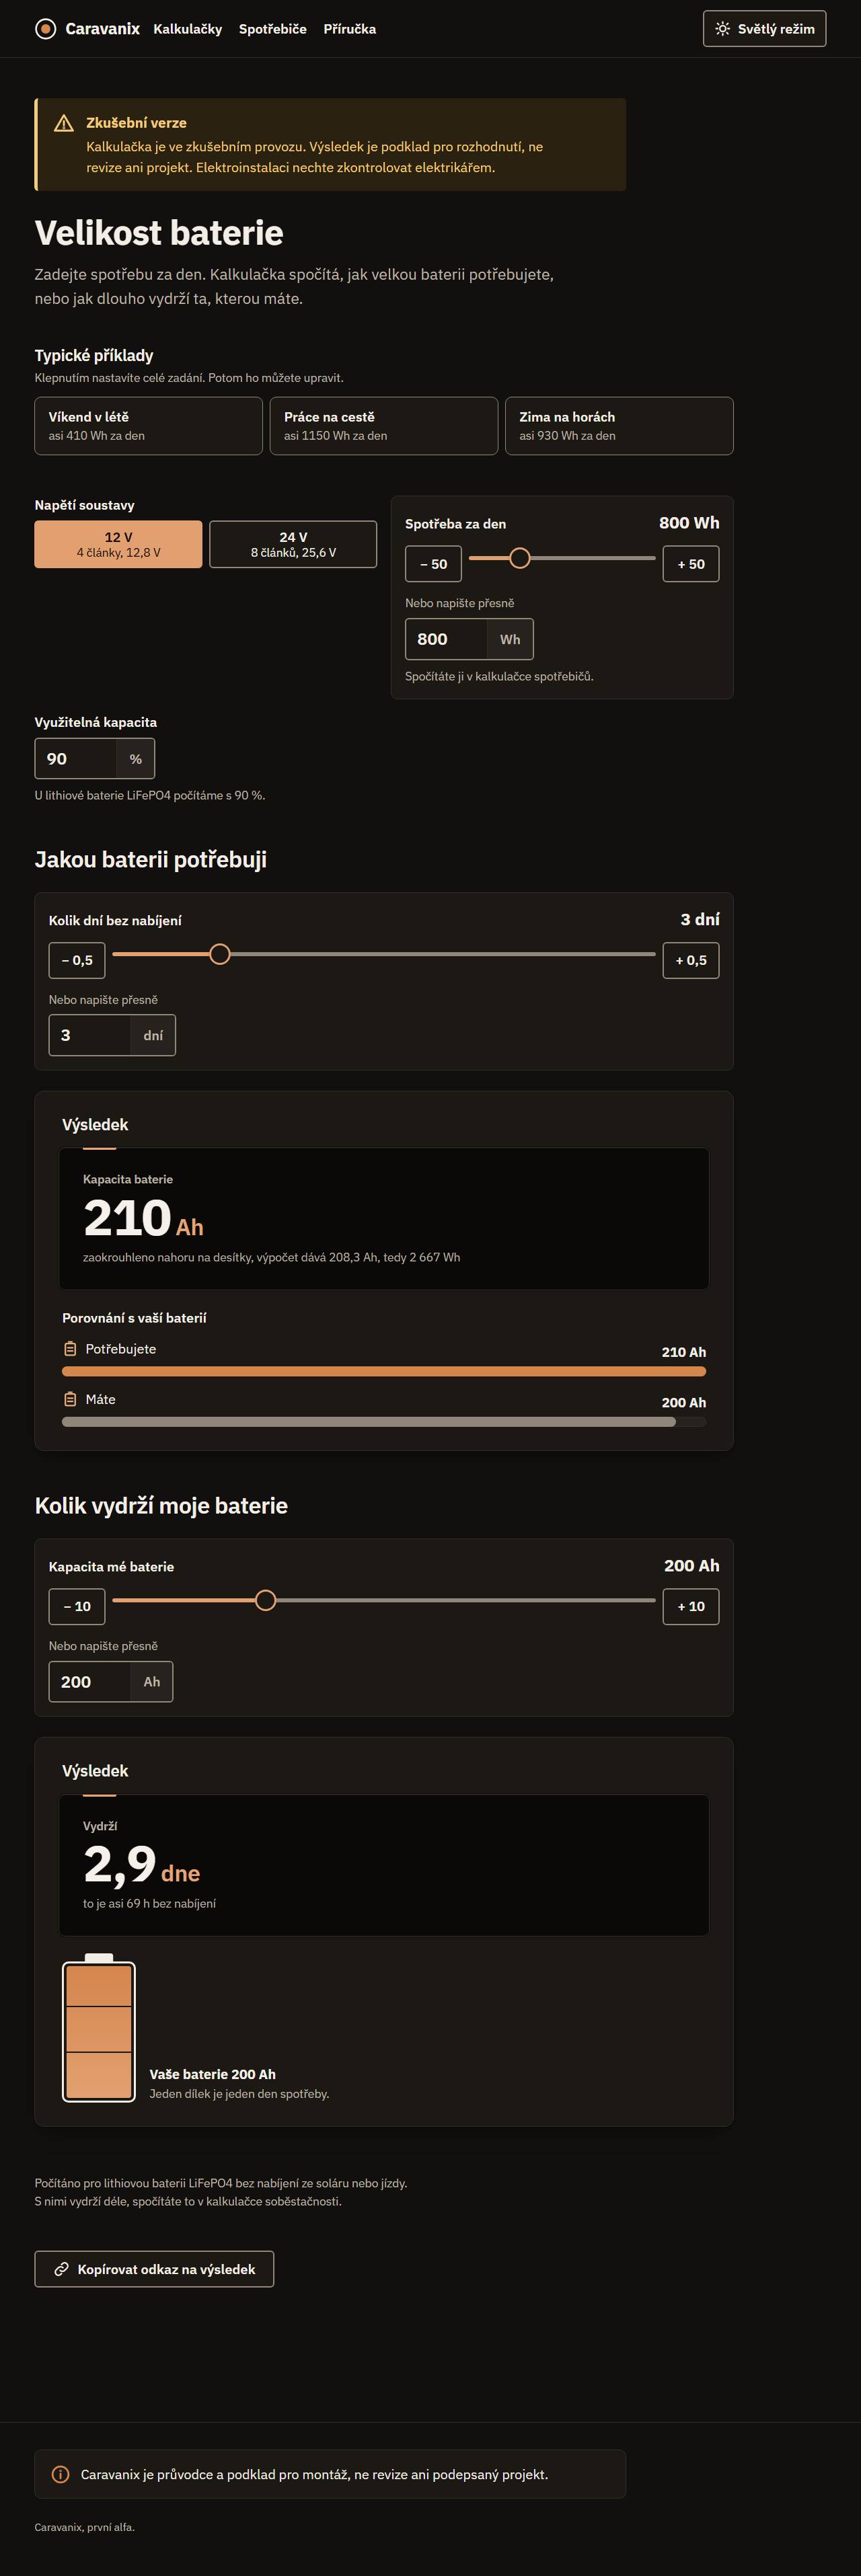 Caravanix Kalkulačky Spotřebiče Příručka Světlý režim
Zkušební verze
Kalkulačka je ve zkušebním provozu. Výsledek je podklad pro rozhodnutí, ne
revize ani projekt. Elektroinstalaci nechte zkontrolovat elektrikářem.
Velikost baterie
Zadejte spotřebu za den. Kalkulačka spočítá, jak velkou baterii potřebujete,
nebo jak dlouho vydrží ta, kterou máte.
Typické příklady
Klepnutím nastavíte celé zadání. Potom ho můžete upravit.
Víkend v létě
asi 410 Wh za den
Práce na cestě
asi 1150 Wh za den
Zima na horách
asi 930 Wh za den
Napětí soustavy
12 V
4 články, 12,8 V
24 V
8 článků, 25,6 V
Spotřeba za den 800 Wh
− 50 + 50
Nebo napište přesně
800 Wh
Spočítáte ji v kalkulačce spotřebičů.
Využitelná kapacita
90 %
U lithiové baterie LiFePO4 počítáme s 90 %.
Jakou baterii potřebuji
Kolik dní bez nabíjení 3 dní
− 0,5 + 0,5
Nebo napište přesně
3 dní
Výsledek
Kapacita baterie
210 Ah
zaokrouhleno nahoru na desítky, výpočet dává 208,3 Ah, tedy 2 667 Wh
Porovnání s vaší baterií
Potřebujete 210 Ah
Máte 200 Ah
Kolik vydrží moje baterie
Kapacita mé baterie 200 Ah
− 10 + 10
Nebo napište přesně
200 Ah
Výsledek
Vydrží
2,9 dne
to je asi 69 h bez nabíjení
Vaše baterie 200 Ah
Jeden dílek je jeden den spotřeby.
Počítáno pro lithiovou baterii LiFePO4 bez nabíjení ze soláru nebo jízdy.
S nimi vydrží déle, spočítáte to v kalkulačce soběstačnosti.
Kopírovat odkaz na výsledek
Caravanix je průvodce a podklad pro montáž, ne revize ani podepsaný projekt.
Caravanix, první alfa.